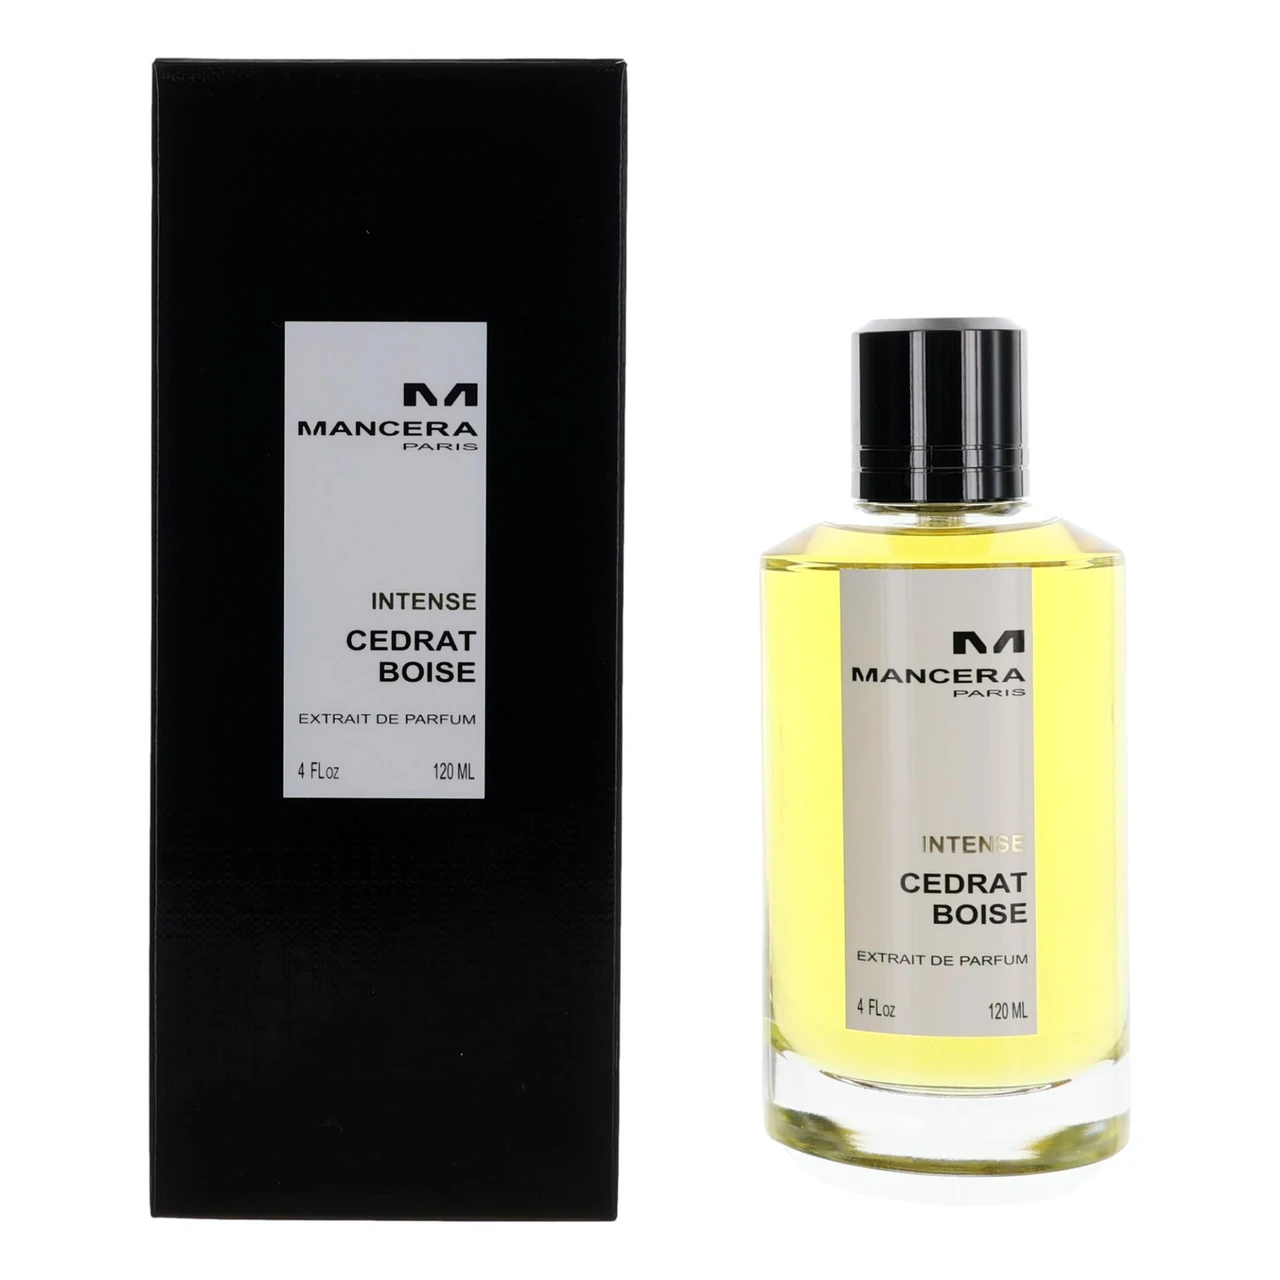 M
MANCERA
PARIS
INTENSE
CEDRAT
BOISE
EXTRAIT DE PARFUM
4 FLoz 120 ML
M
MANCERA
PARIS
INTENSE
CEDRAT
BOISE
EXTRAIT DE PARFUM
4 FLoz 120 ML